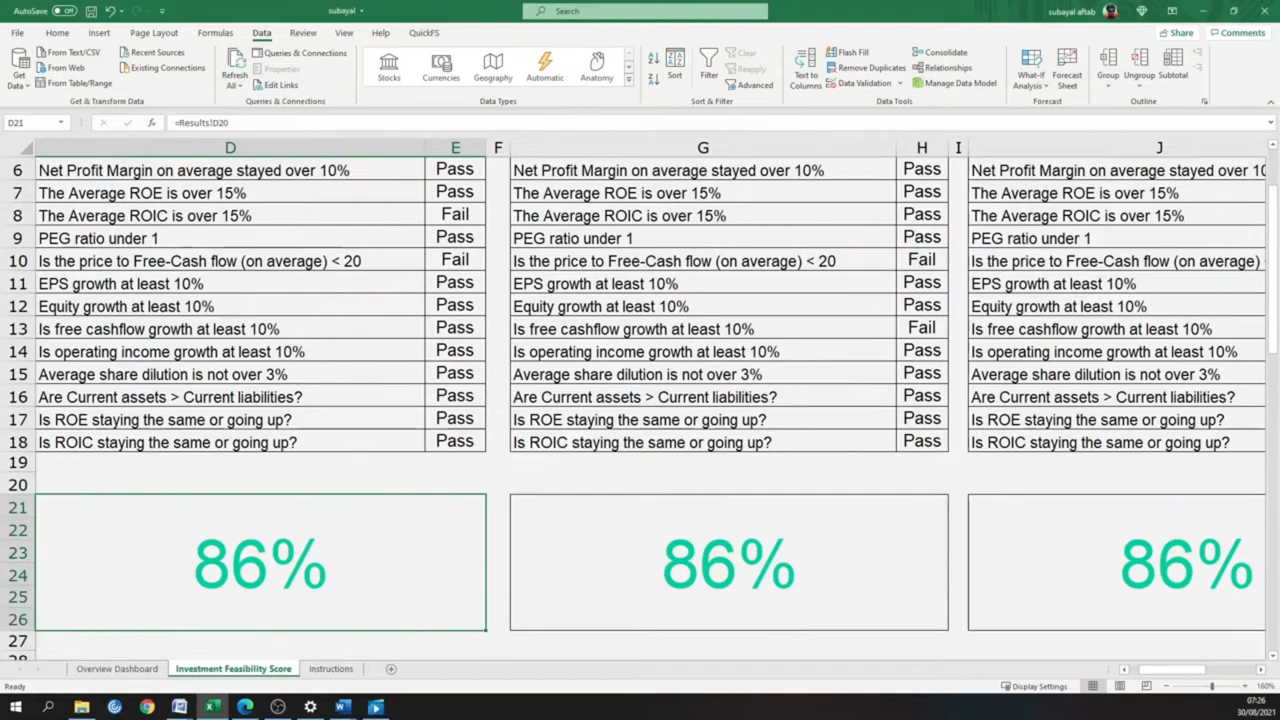 AutoSave Off subayal Search subayal aftab
File Home Insert Page Layout Formulas Data Review View Help QuickFS Share Comments
Get Data
From Text/CSV
From Web
From Table/Range
Recent Sources
Existing Connections
Get & Transform Data
Refresh All
Queries & Connections
Properties
Edit Links
Queries & Connections
Stocks Currencies Geography Automatic Anatomy
Data Types
Sort
Filter
Clear
Reapply
Advanced
Sort & Filter
Text to Columns
Flash Fill
Remove Duplicates
Data Validation
Consolidate
Relationships
Manage Data Model
Data Tools
What-If Analysis
Forecast Sheet
Forecast
Group Ungroup Subtotal
Outline
D21 fx =Results!D20
D E F G H I J
6 Net Profit Margin on average stayed over 10% Pass Net Profit Margin on average stayed over 10% Pass Net Profit Margin on average stayed over 10
7 The Average ROE is over 15% Pass The Average ROE is over 15% Pass The Average ROE is over 15%
8 The Average ROIC is over 15% Fail The Average ROIC is over 15% Pass The Average ROIC is over 15%
9 PEG ratio under 1 Pass PEG ratio under 1 Pass PEG ratio under 1
10 Is the price to Free-Cash flow (on average) < 20 Fail Is the price to Free-Cash flow (on average) < 20 Fail Is the price to Free-Cash flow (on average)
11 EPS growth at least 10% Pass EPS growth at least 10% Pass EPS growth at least 10%
12 Equity growth at least 10% Pass Equity growth at least 10% Pass Equity growth at least 10%
13 Is free cashflow growth at least 10% Pass Is free cashflow growth at least 10% Fail Is free cashflow growth at least 10%
14 Is operating income growth at least 10% Pass Is operating income growth at least 10% Pass Is operating income growth at least 10%
15 Average share dilution is not over 3% Pass Average share dilution is not over 3% Pass Average share dilution is not over 3%
16 Are Current assets > Current liabilities? Pass Are Current assets > Current liabilities? Pass Are Current assets > Current liabilities?
17 Is ROE staying the same or going up? Pass Is ROE staying the same or going up? Pass Is ROE staying the same or going up?
18 Is ROIC staying the same or going up? Pass Is ROIC staying the same or going up? Pass Is ROIC staying the same or going up?
19
20
21
22
23 86% 86% 86%
24
25
26
27
28
Overview Dashboard Investment Feasibility Score Instructions
Ready Display Settings 160%
07:26
30/08/2021